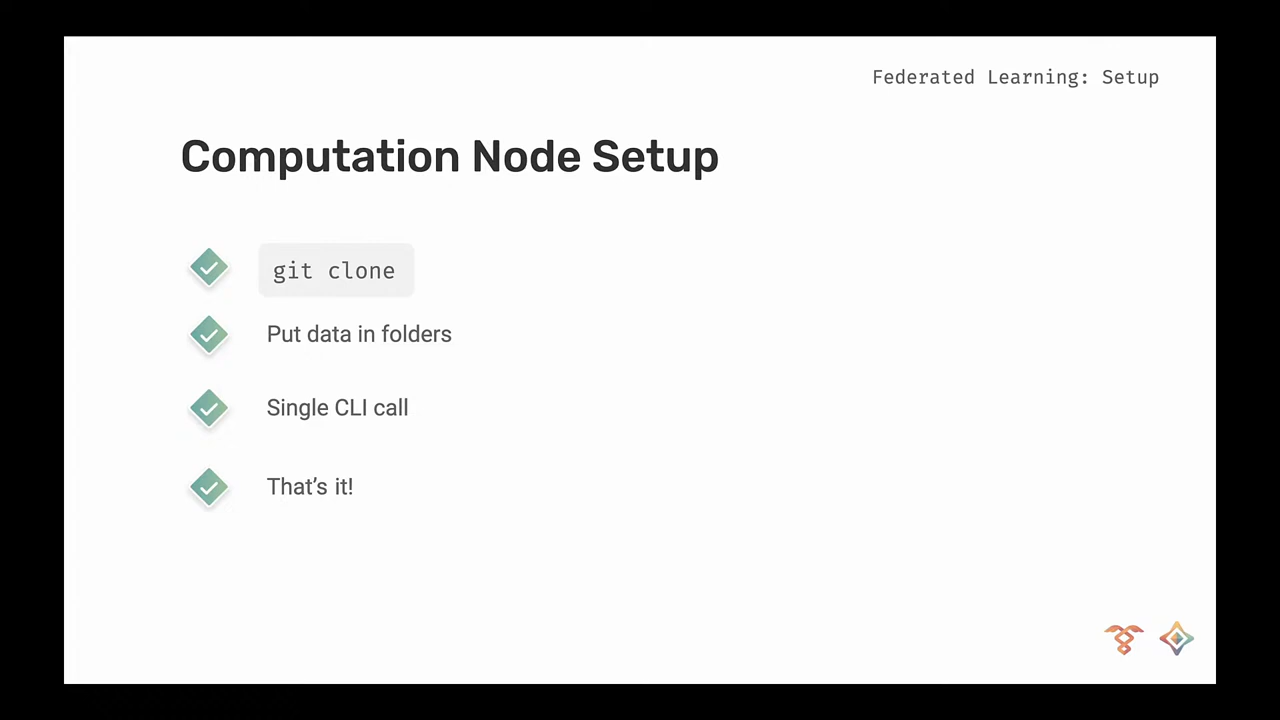 Federated Learning: Setup
Computation Node Setup
git clone
Put data in folders
Single CLI call
That’s it!